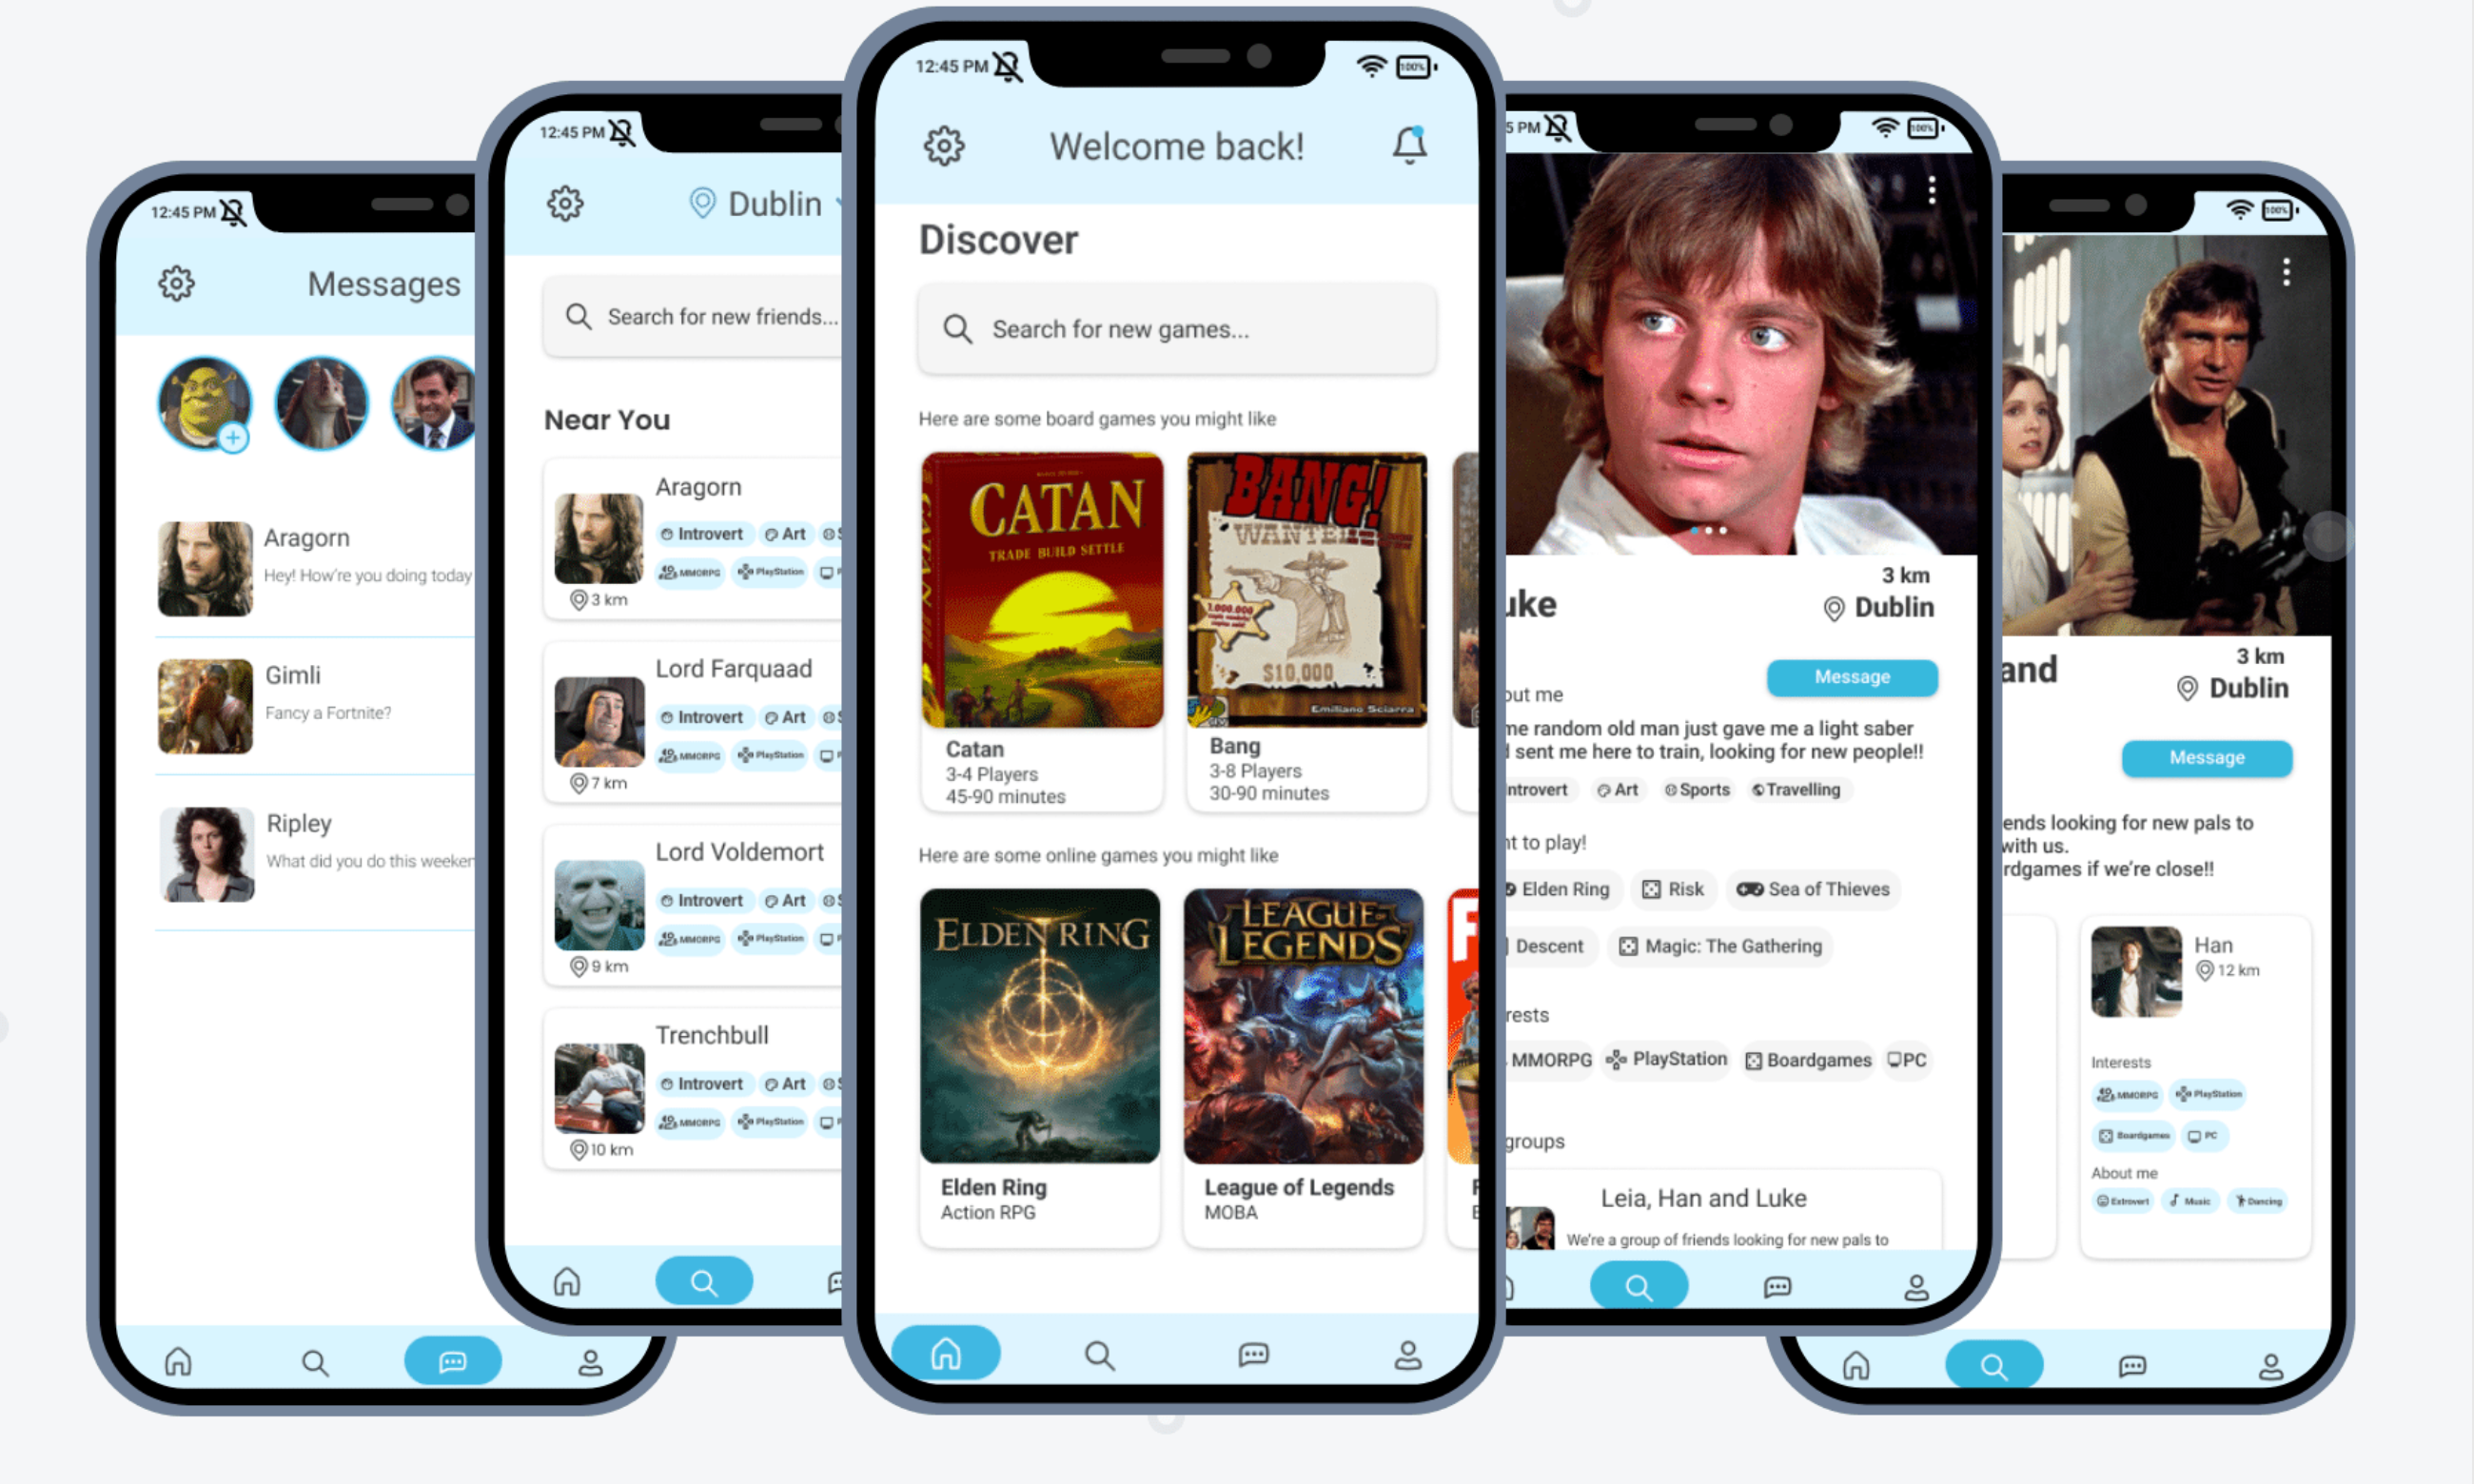 12:45 PM
Messages
Aragorn
Hey! How're you doing today
Gimli
Fancy a Fortnite?
Ripley
What did you do this weeken
12:45 PM
Dublin
Search for new friends...
Near You
Aragorn
Introvert Art
MMORPG PlayStation
3 km
Lord Farquaad
Introvert Art
MMORPG PlayStation
7 km
Lord Voldemort
Introvert Art
MMORPG PlayStation
9 km
Trenchbull
Introvert Art
MMORPG PlayStation
10 km
12:45 PM 100%
Welcome back!
Discover
Search for new games...
Here are some board games you might like
CATAN
TRADE BUILD SETTLE
CATAN
BANG!
WANTED
1.000.000
$10,000
Emiliano Sciarra
Catan
3-4 Players
45-90 minutes
Bang
3-8 Players
30-90 minutes
Here are some online games you might like
ELDEN RING
LEAGUE OF
LEGENDS
Elden Ring
Action RPG
League of Legends
MOBA
5 PM 100%
uke
3 km
Dublin
Message
out me
me random old man just gave me a light saber
d sent me here to train, looking for new people!!
ntrovert Art Sports Travelling
nt to play!
Elden Ring Risk Sea of Thieves
Descent Magic: The Gathering
rests
MMORPG PlayStation Boardgames PC
groups
Leia, Han and Luke
We're a group of friends looking for new pals to
100%
and
3 km
Dublin
Message
ends looking for new pals to
with us.
rdgames if we're close!!
Han
12 km
Interests
MMORPG PlayStation
Boardgames PC
About me
Extrovert Music Dancing